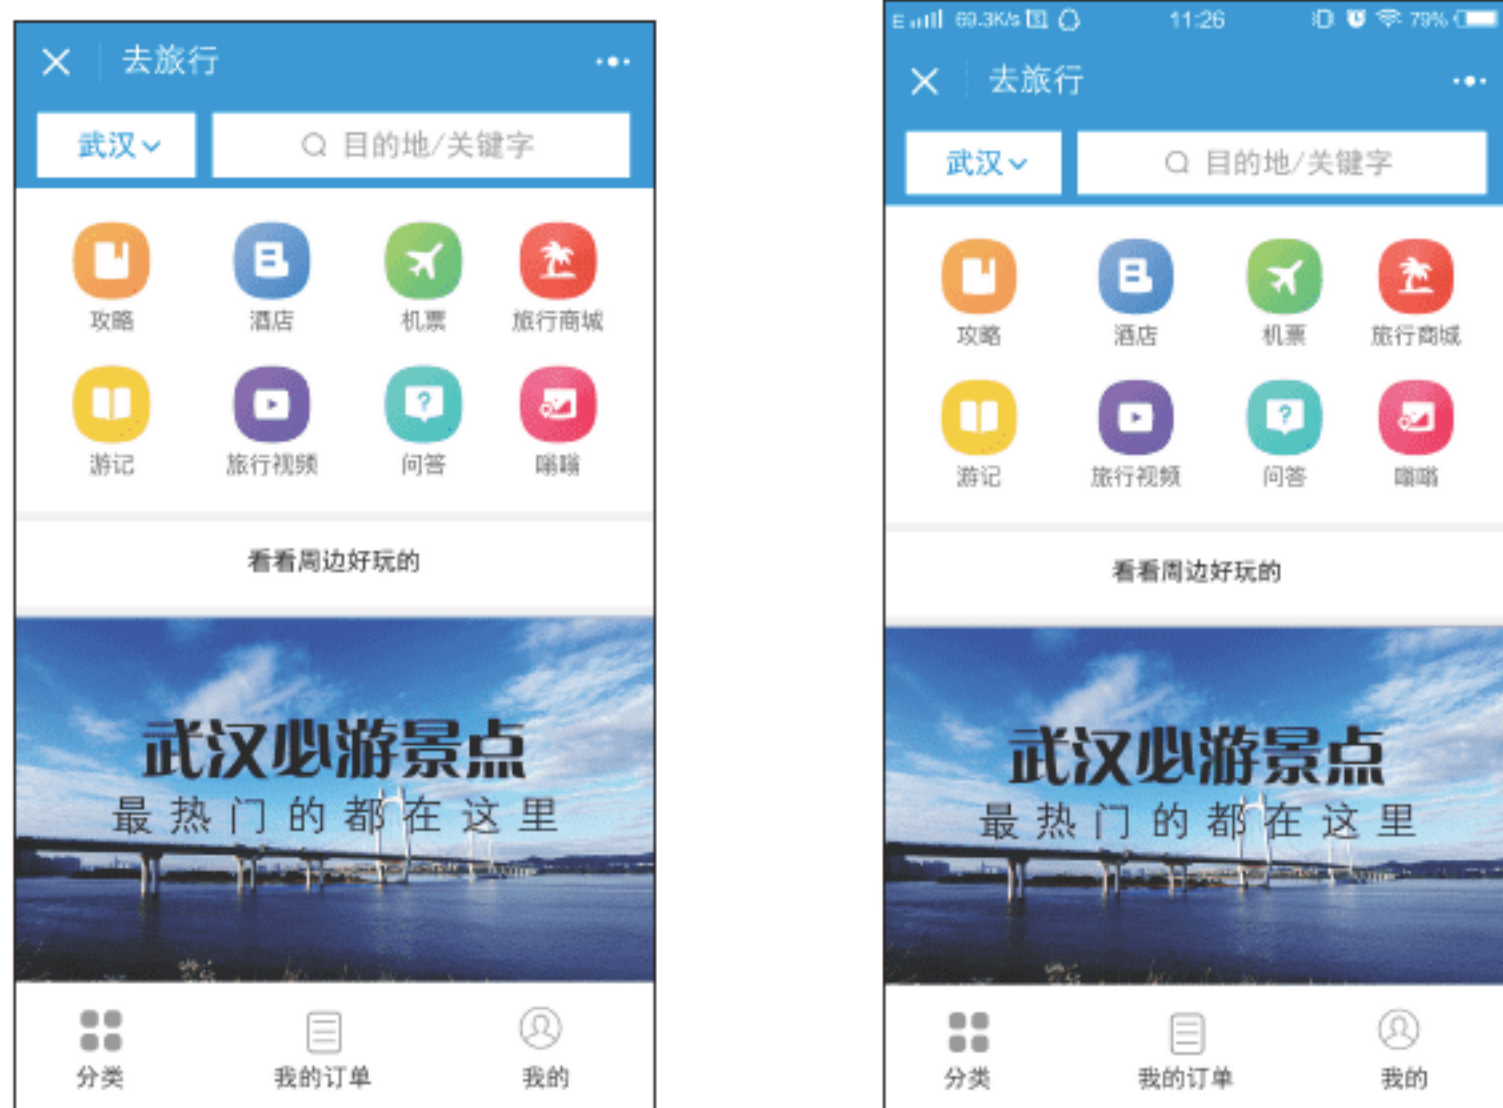 去旅行
武汉 目的地/关键字
攻略 酒店 机票 旅行商城
游记 旅行视频 问答 嗡嗡
看看周边好玩的
武汉必游景点
最热门的都在这里
分类 我的订单 我的
69.3K/s 11:26 79%
去旅行
武汉 目的地/关键字
攻略 酒店 机票 旅行商城
游记 旅行视频 问答 嗡嗡
看看周边好玩的
武汉必游景点
最热门的都在这里
分类 我的订单 我的